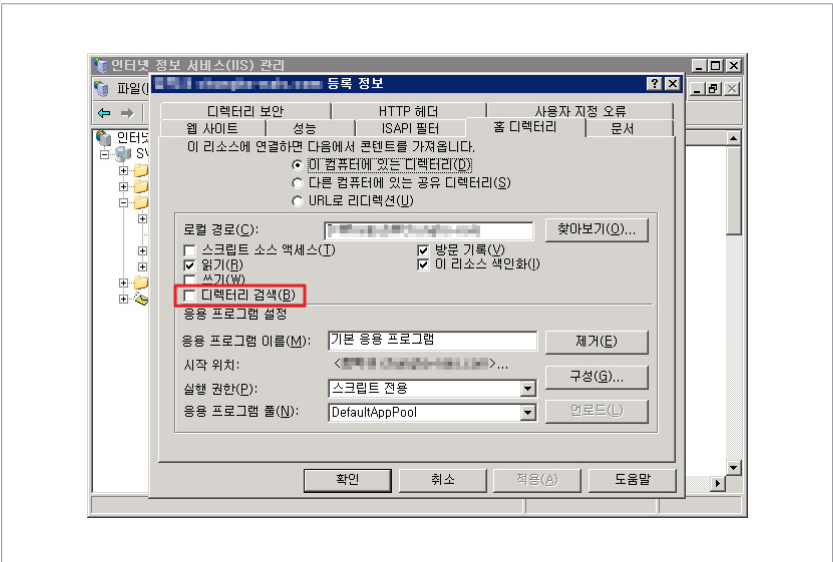 인터넷 정보 서비스(IIS) 관리
파일(
등록 정보
디렉터리 보안 HTTP 헤더 사용자 지정 오류
웹 사이트 성능 ISAPI 필터 홈 디렉터리 문서
인터넷
이 리소스에 연결하면 다음에서 콘텐트를 가져옵니다.
이 컴퓨터에 있는 디렉터리(D)
다른 컴퓨터에 있는 공유 디렉터리(S)
URL로 리디렉션(U)
로컬 경로(C): 찾아보기(O)...
스크립트 소스 액세스(T) 방문 기록(V)
읽기(R) 이 리소스 색인화(I)
쓰기(W)
디렉터리 검색(B)
응용 프로그램 설정
응용 프로그램 이름(M): 기본 응용 프로그램 제거(E)
시작 위치: < >...
구성(G)...
실행 권한(P): 스크립트 전용
응용 프로그램 풀(N): DefaultAppPool 언로드(L)
확인 취소 적용(A) 도움말